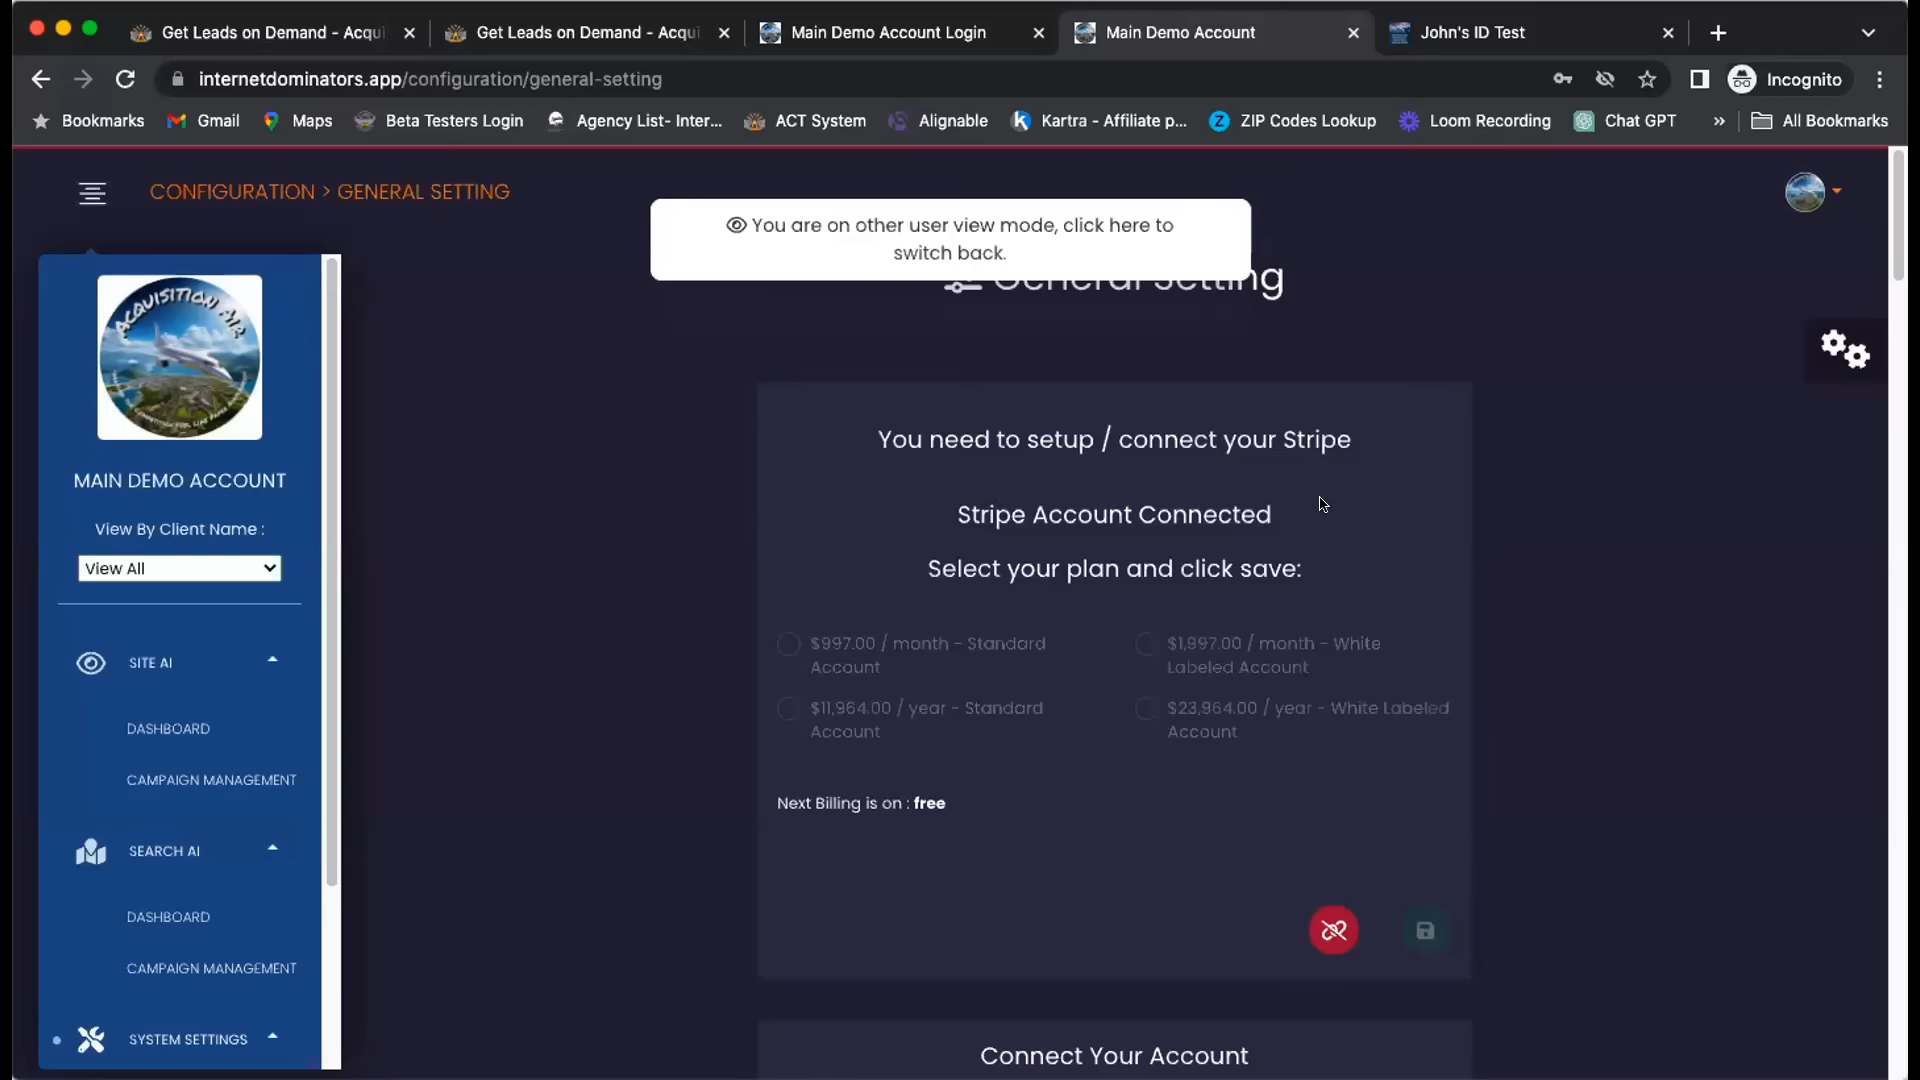 Get Leads on Demand - Acqui
Get Leads on Demand - Acqui
Main Demo Account Login
Main Demo Account
John's ID Test
internetdominators.app/configuration/general-setting
Incognito
Bookmarks
Gmail
Maps
Beta Testers Login
Agency List- Inter...
ACT System
Alignable
Kartra - Affiliate p...
ZIP Codes Lookup
Loom Recording
Chat GPT
»
All Bookmarks
CONFIGURATION > GENERAL SETTING
You are on other user view mode, click here to
switch back.
General Setting
ACQUISITION AIR
MAIN DEMO ACCOUNT
View By Client Name :
View All
SITE AI
DASHBOARD
CAMPAIGN MANAGEMENT
SEARCH AI
DASHBOARD
CAMPAIGN MANAGEMENT
SYSTEM SETTINGS
You need to setup / connect your Stripe
Stripe Account Connected
Select your plan and click save:
$997.00 / month - Standard
Account
$1,997.00 / month - White
Labeled Account
$11,964.00 / year - Standard
Account
$23,964.00 / year - White Labeled
Account
Next Billing is on : free
Connect Your Account